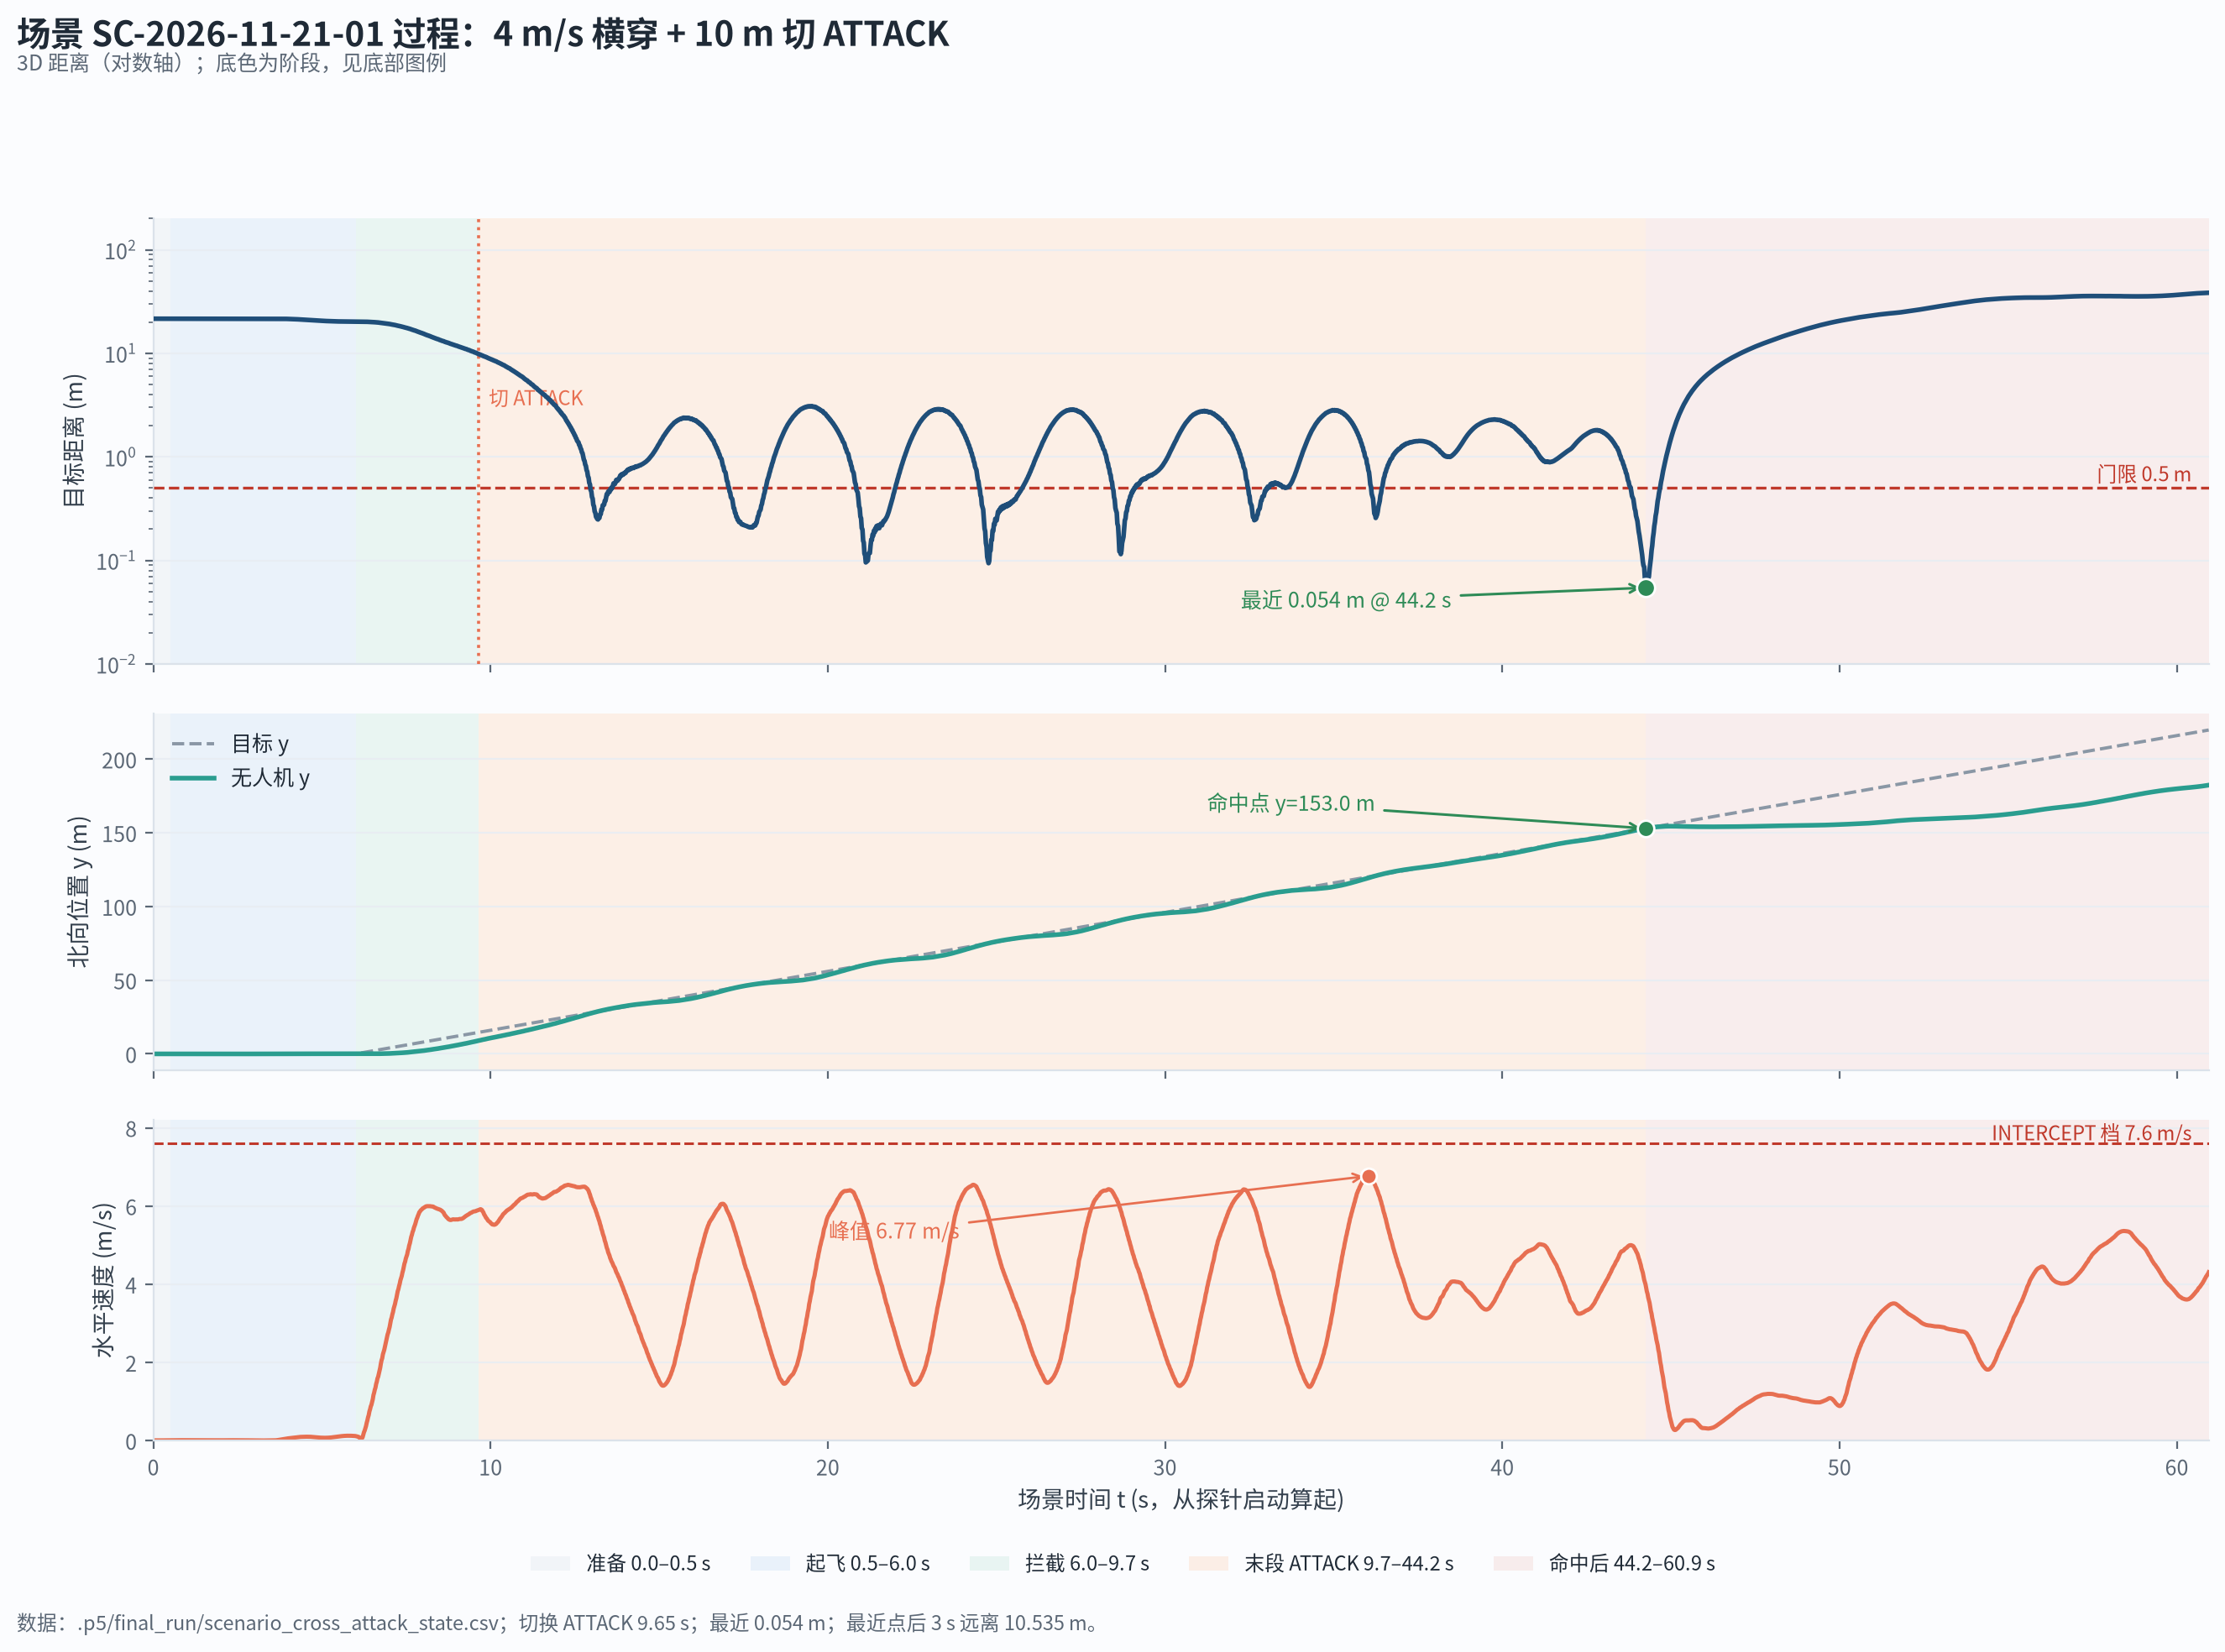 场景 SC-2026-11-21-01 过程：4 m/s 横穿 + 10 m 切 ATTACK
3D 距离（对数轴）；底色为阶段，见底部图例
目标距离 (m)
10²
10¹
10⁰
10⁻¹
10⁻²
切 ATTACK
门限 0.5 m
最近 0.054 m @ 44.2 s
北向位置 y (m)
200
150
100
50
0
目标 y
无人机 y
命中点 y=153.0 m
水平速度 (m/s)
8
6
4
2
0
INTERCEPT 档 7.6 m/s
峰值 6.77 m/s
0 10 20 30 40 50 60
场景时间 t (s，从探针启动算起)
准备 0.0–0.5 s 起飞 0.5–6.0 s 拦截 6.0–9.7 s 末段 ATTACK 9.7–44.2 s 命中后 44.2–60.9 s
数据：.p5/final_run/scenario_cross_attack_state.csv；切换 ATTACK 9.65 s；最近 0.054 m；最近点后 3 s 远离 10.535 m。